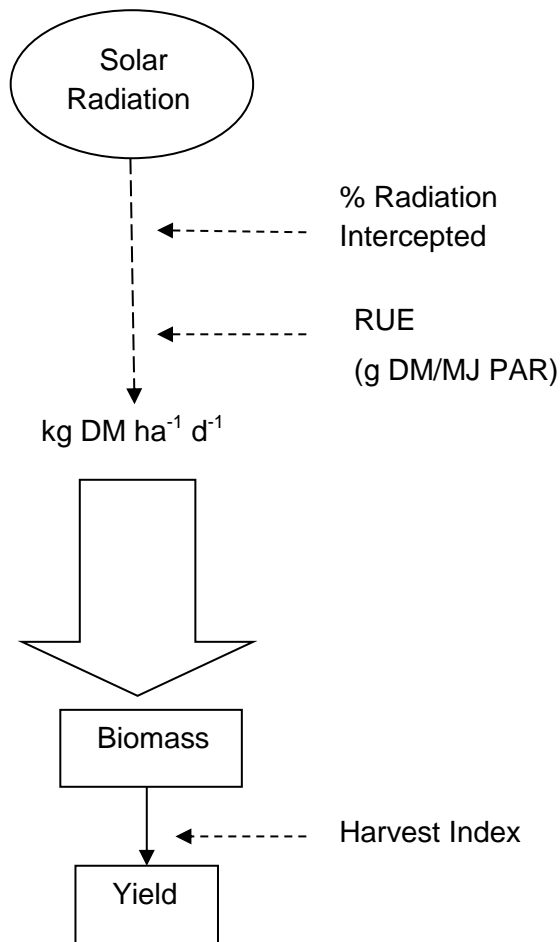 Solar
Radiation
% Radiation
Intercepted
RUE
(g DM/MJ PAR)
kg DM ha⁻¹ d⁻¹
Biomass
Harvest Index
Yield